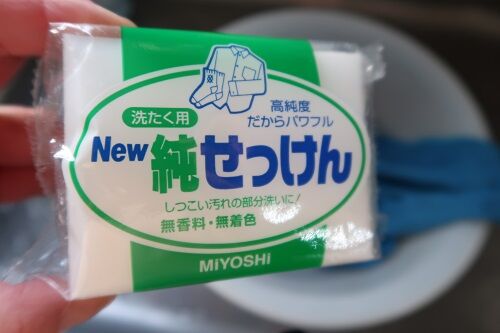 洗たく用
高純度
だからパワフル
New 純せっけん
しつこい汚れの部分洗いに!
無香料・無着色
MiYOSHi